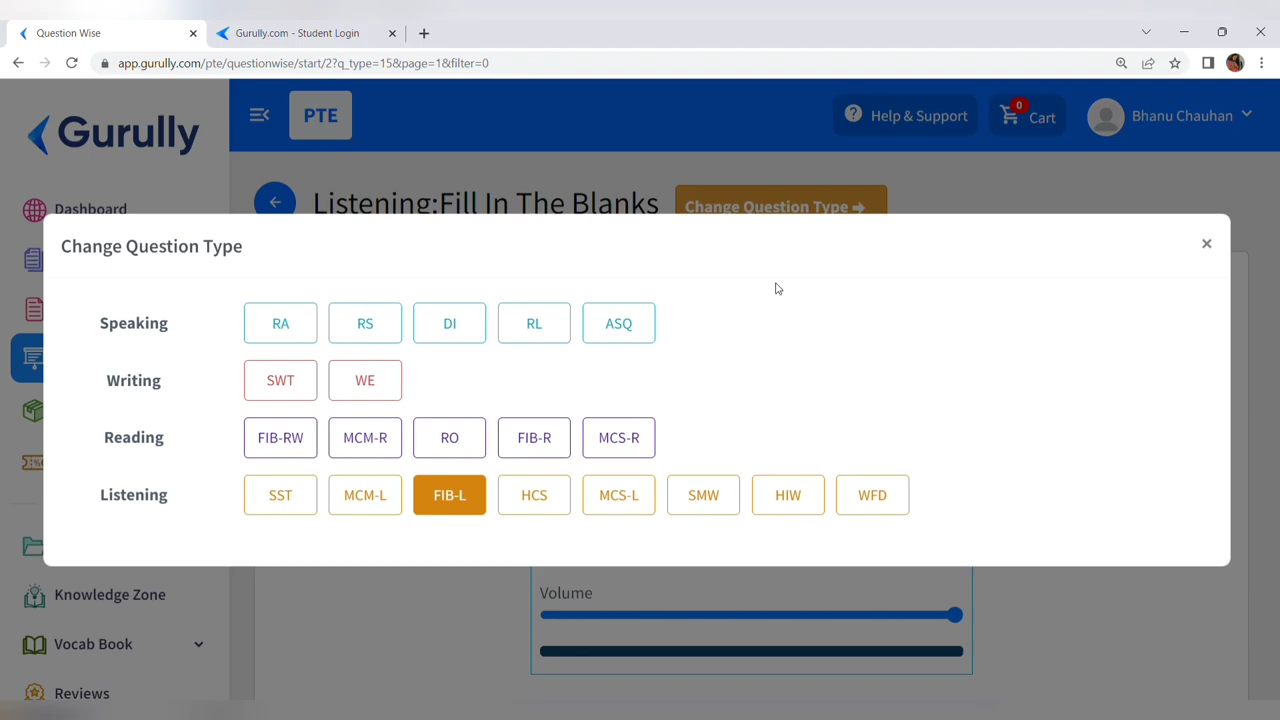 Question Wise
Gurully.com - Student Login
app.gurully.com/pte/questionwise/start/2?q_type=15&page=1&filter=0
Gurully
PTE
Help & Support
0
Cart
Bhanu Chauhan
Dashboard
Listening:Fill In The Blanks
Change Question Type
Change Question Type
×
Speaking RA RS DI RL ASQ
Writing SWT WE
Reading FIB-RW MCM-R RO FIB-R MCS-R
Listening SST MCM-L FIB-L HCS MCS-L SMW HIW WFD
Volume
Knowledge Zone
Vocab Book
Reviews